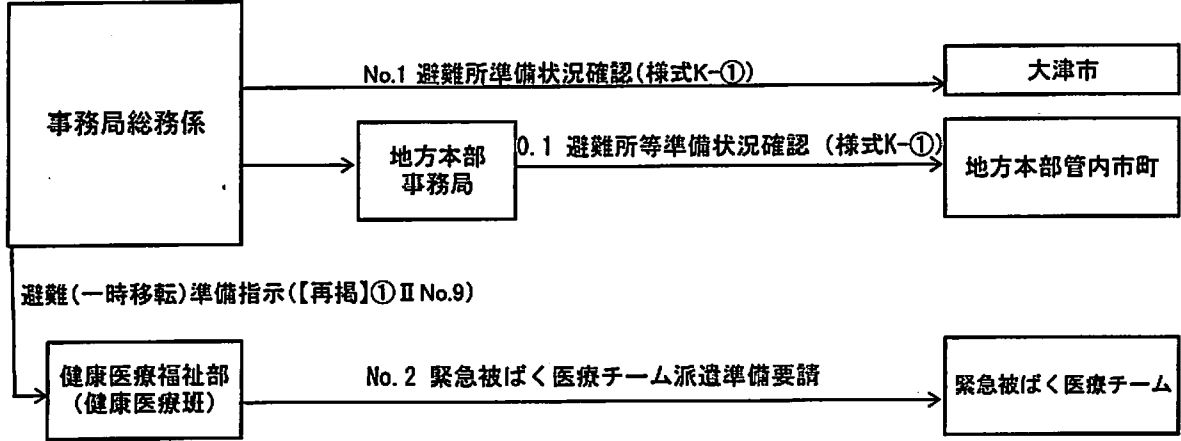 No.1 避難所準備状況確認(様式K-①)
大津市
事務局総務係
地方本部
事務局
0.1 避難所等準備状況確認 (様式K-①)
地方本部管内市町
避難(一時移転)準備指示(【再掲】①Ⅱ No.9)
健康医療福祉部
(健康医療班)
No.2 緊急被ばく医療チーム派遣準備要請
緊急被ばく医療チーム